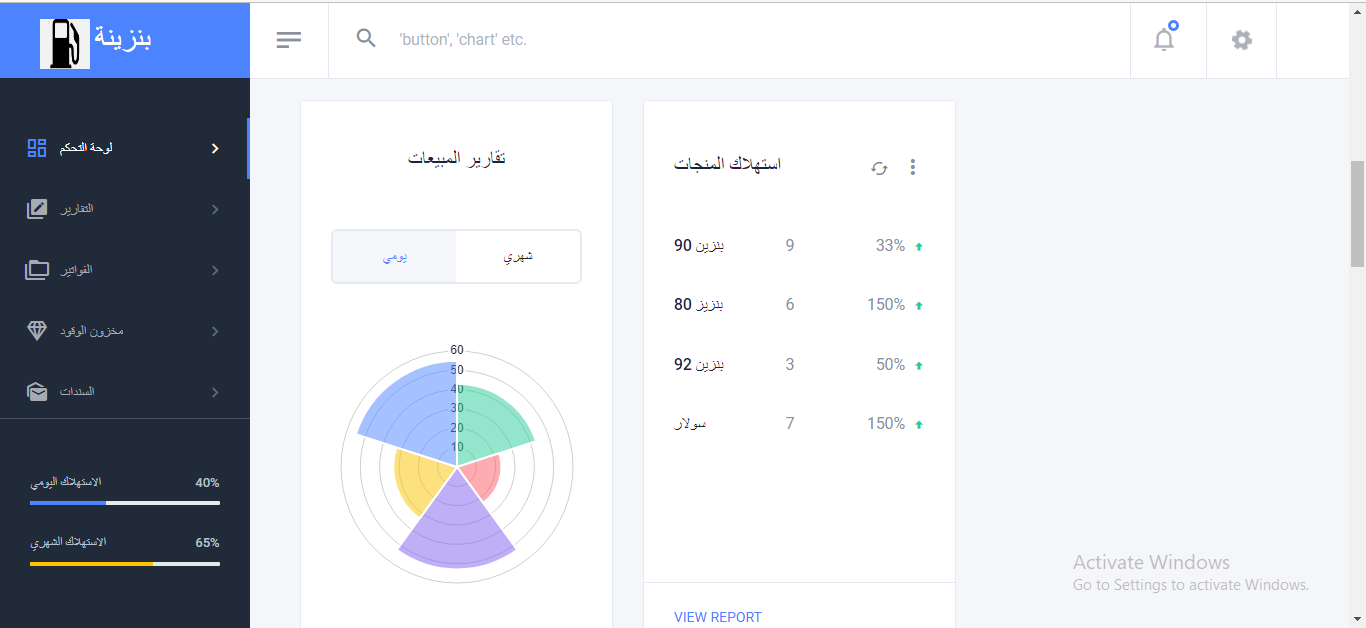 بنزينة
'button', 'chart' etc.
لوحة التحكم
التقارير
الفواتير
مخزون الوقود
السندات
الاستهلاك اليومي 40%
الاستهلاك الشهري 65%
تقارير المبيعات
يومي شهري
60
50
40
30
20
10
استهلاك المنجات
بنزين 90 9 33%
بنزيز 80 6 150%
بنزين 92 3 50%
سولار 7 150%
VIEW REPORT
Activate Windows
Go to Settings to activate Windows.